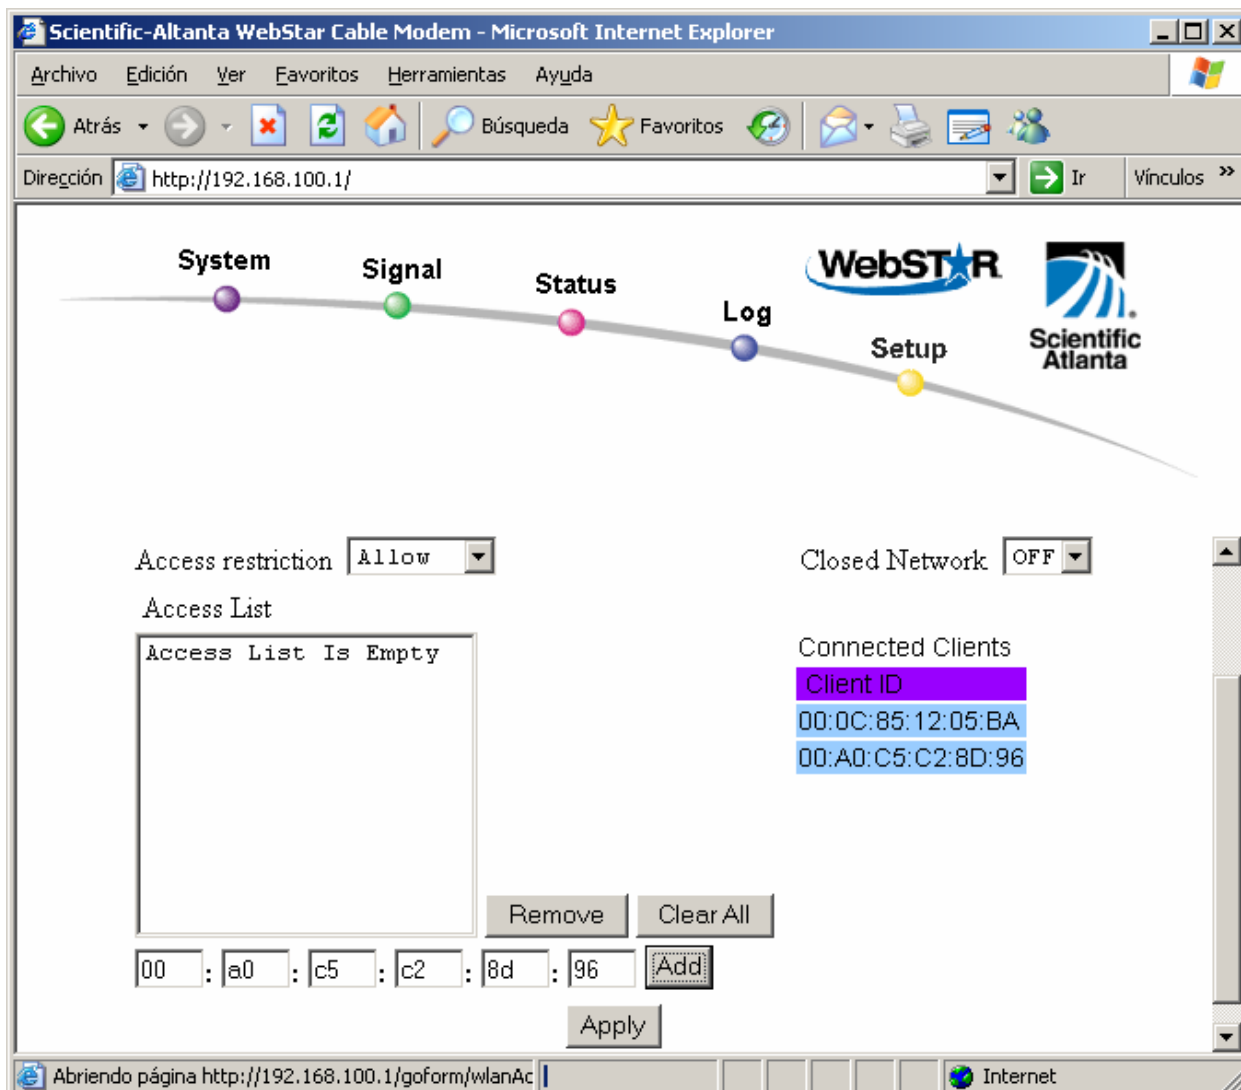 Scientific-Altanta WebStar Cable Modem - Microsoft Internet Explorer
Archivo Edición Ver Favoritos Herramientas Ayuda
Atrás Búsqueda Favoritos
Dirección http://192.168.100.1/ Ir Vínculos »
System
Signal
Status
Log
Setup
WebSTAR
Scientific
Atlanta
Access restriction Allow Closed Network OFF
Access List
Access List Is Empty
Connected Clients
Client ID
00:0C:85:12:05:BA
00:A0:C5:C2:8D:96
Remove Clear All
00 : a0 : c5 : c2 : 8d : 96 Add
Apply
Abriendo página http://192.168.100.1/goform/wlanAc Internet